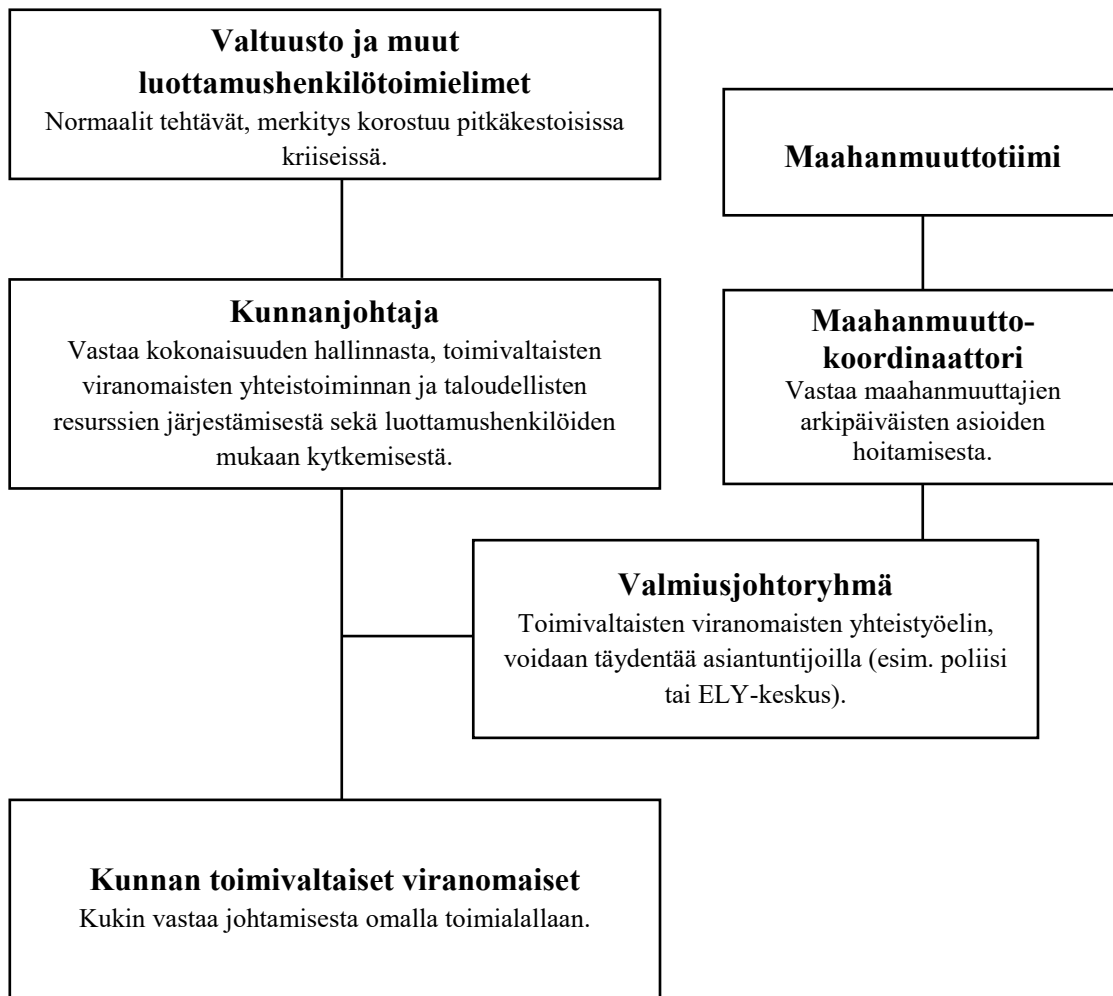 Valtuusto ja muut
luottamushenkilötoimielimet
Normaalit tehtävät, merkitys korostuu pitkäkestoisissa
kriiseissä.
Maahanmuuttotiimi
Kunnanjohtaja
Vastaa kokonaisuuden hallinnasta, toimivaltaisten
viranomaisten yhteistoiminnan ja taloudellisten
resurssien järjestämisestä sekä luottamushenkilöiden
mukaan kytkemisestä.
Maahanmuutto-
koordinaattori
Vastaa maahanmuuttajien
arkipäiväisten asioiden
hoitamisesta.
Valmiusjohtoryhmä
Toimivaltaisten viranomaisten yhteistyöelin,
voidaan täydentää asiantuntijoilla (esim. poliisi
tai ELY-keskus).
Kunnan toimivaltaiset viranomaiset
Kukin vastaa johtamisesta omalla toimialallaan.